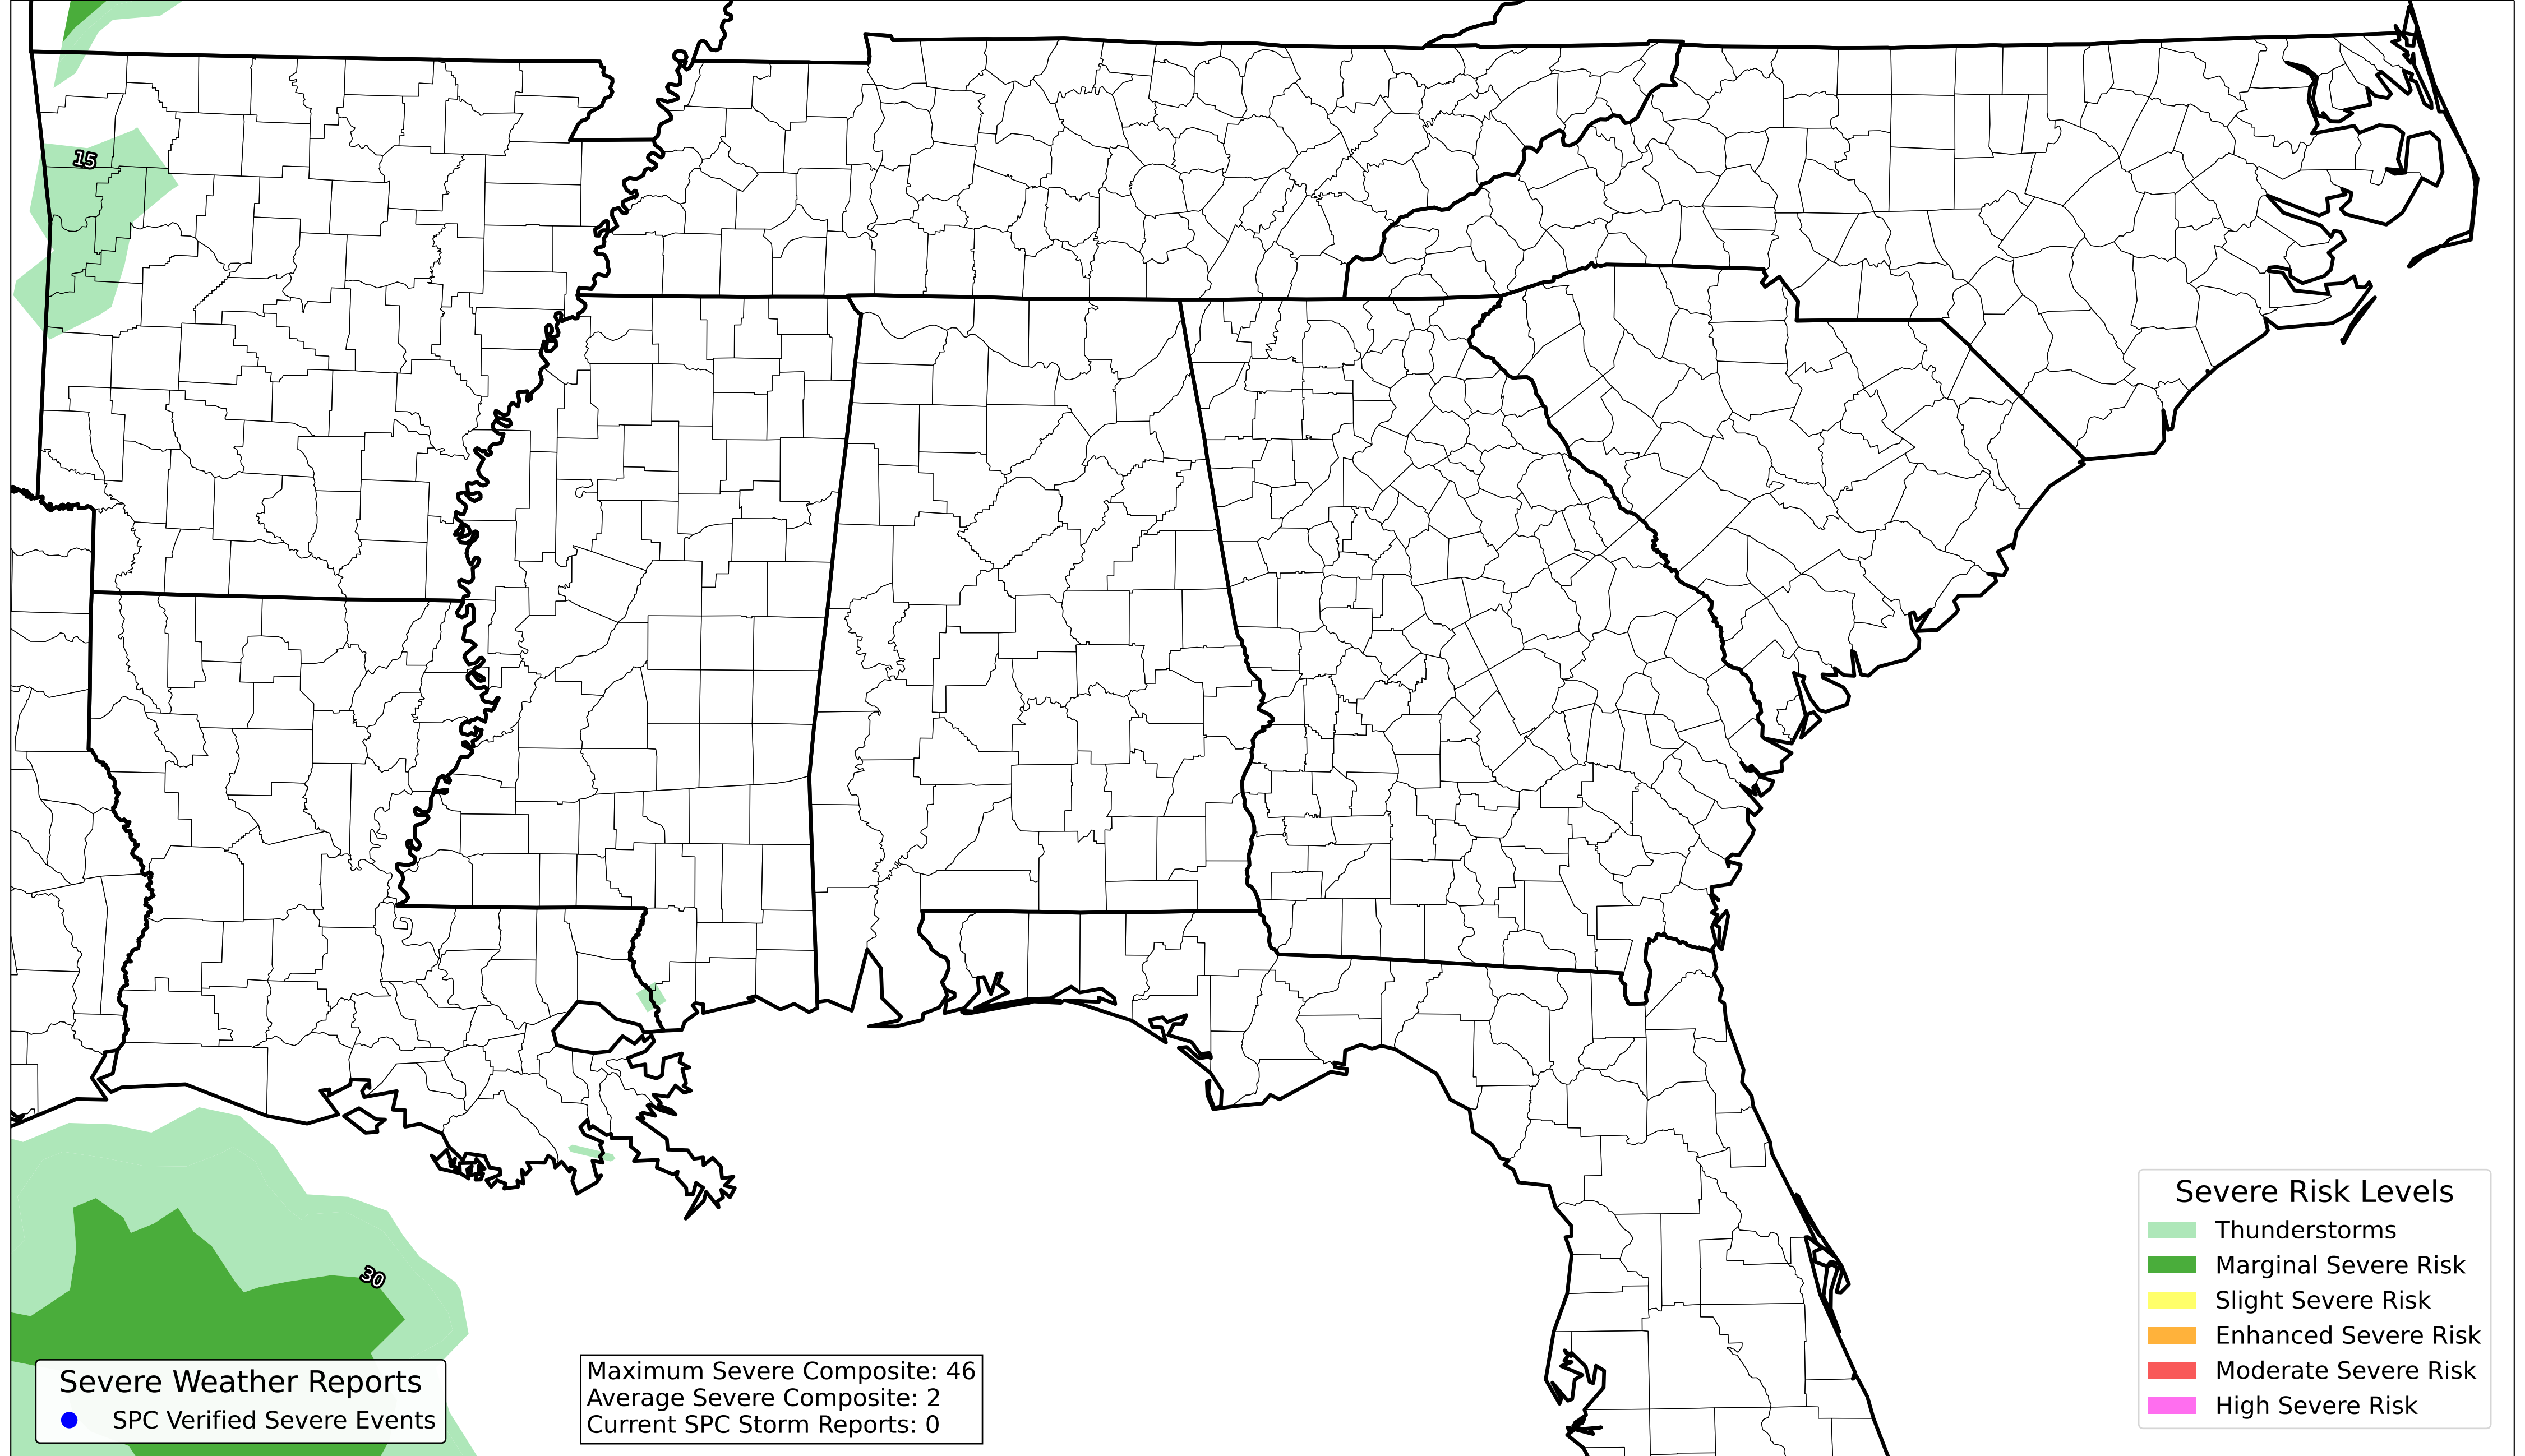 15
30
Severe Risk Levels
Thunderstorms
Marginal Severe Risk
Slight Severe Risk
Enhanced Severe Risk
Moderate Severe Risk
High Severe Risk
Severe Weather Reports
SPC Verified Severe Events
Maximum Severe Composite: 46
Average Severe Composite: 2
Current SPC Storm Reports: 0